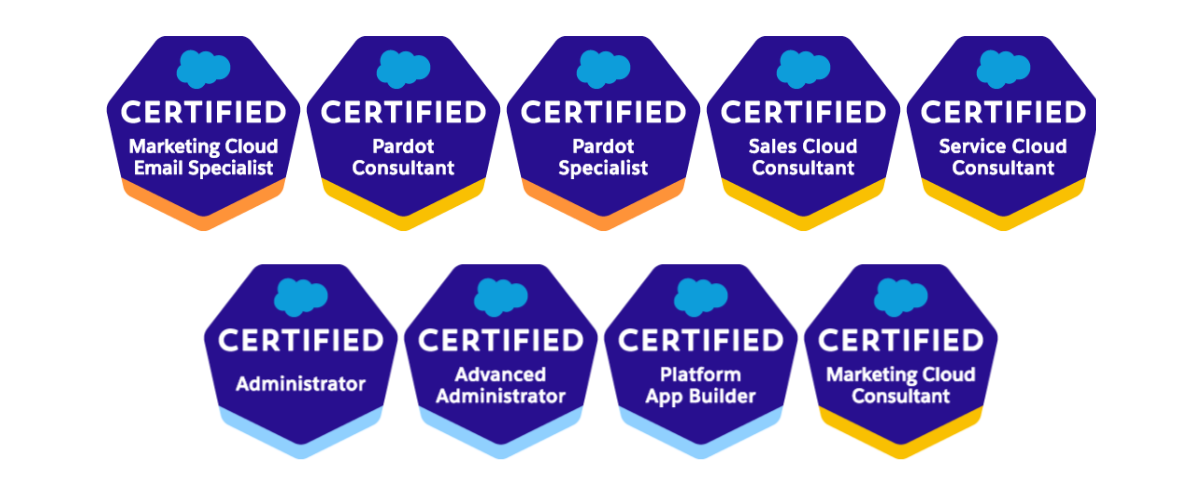 CERTIFIED
Marketing Cloud
Email Specialist
CERTIFIED
Pardot
Consultant
CERTIFIED
Pardot
Specialist
CERTIFIED
Sales Cloud
Consultant
CERTIFIED
Service Cloud
Consultant
CERTIFIED
Administrator
CERTIFIED
Advanced
Administrator
CERTIFIED
Platform
App Builder
CERTIFIED
Marketing Cloud
Consultant